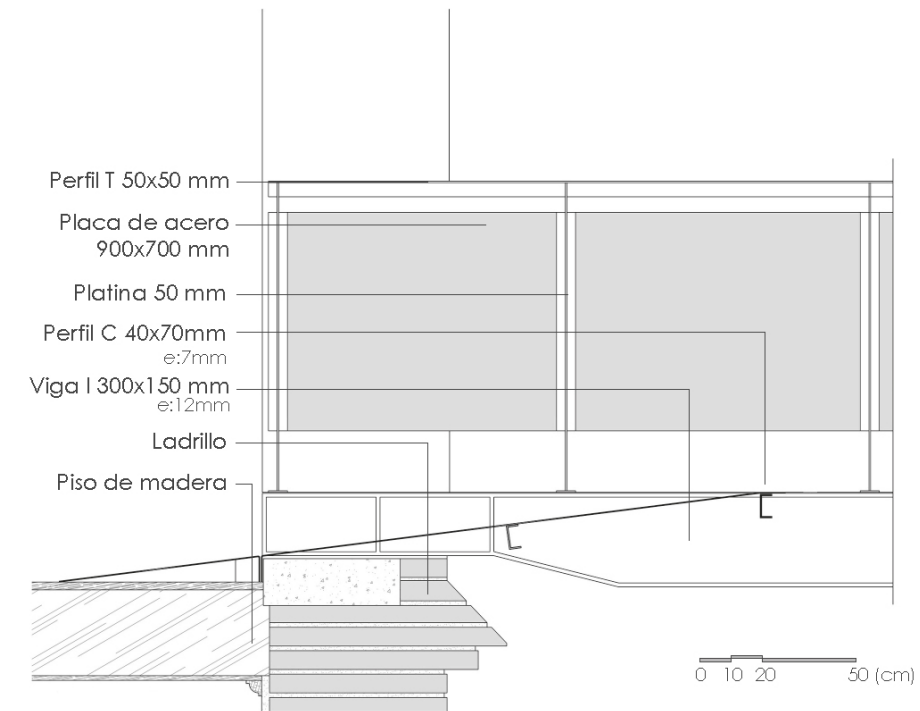 Perfil T 50x50 mm
Placa de acero
900x700 mm
Platina 50 mm
Perfil C 40x70mm
e:7mm
Viga I 300x150 mm
e:12mm
Ladrillo
Piso de madera
0 10 20 50 (cm)